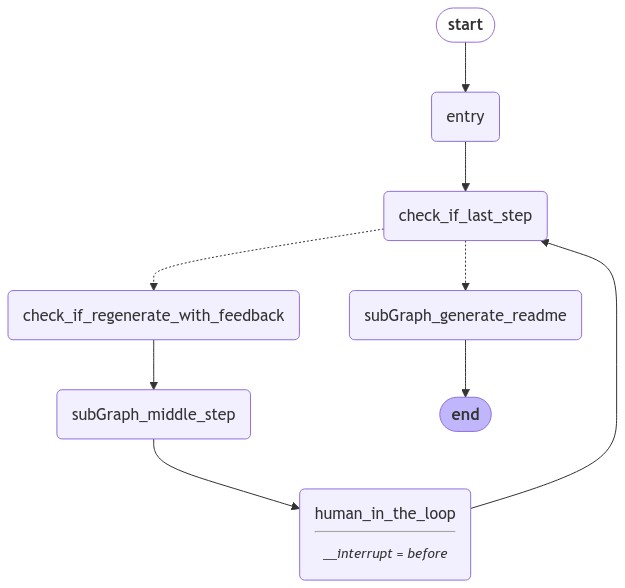 start
entry
check_if_last_step
check_if_regenerate_with_feedback
subGraph_generate_readme
subGraph_middle_step
end
human_in_the_loop
__interrupt = before